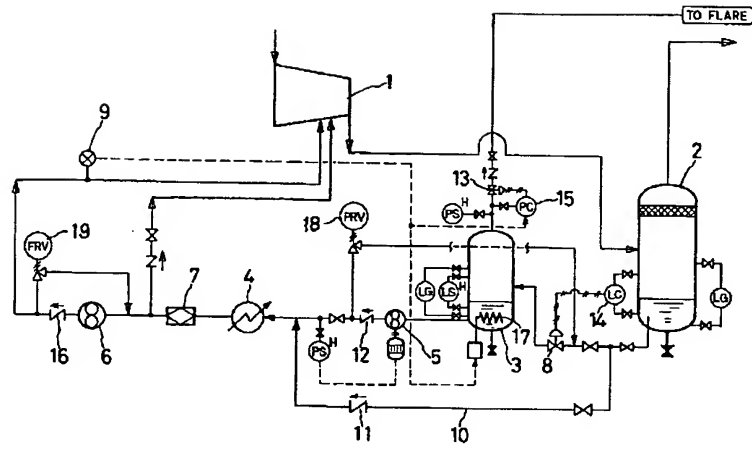 TO FLARE
1
9
2
13
PC
15
PS
H
18
PRV
19
FRV
7
4
LG
LS
H
LC
14
LG
16
6
PS
H
12
5
17
3
8
11
10